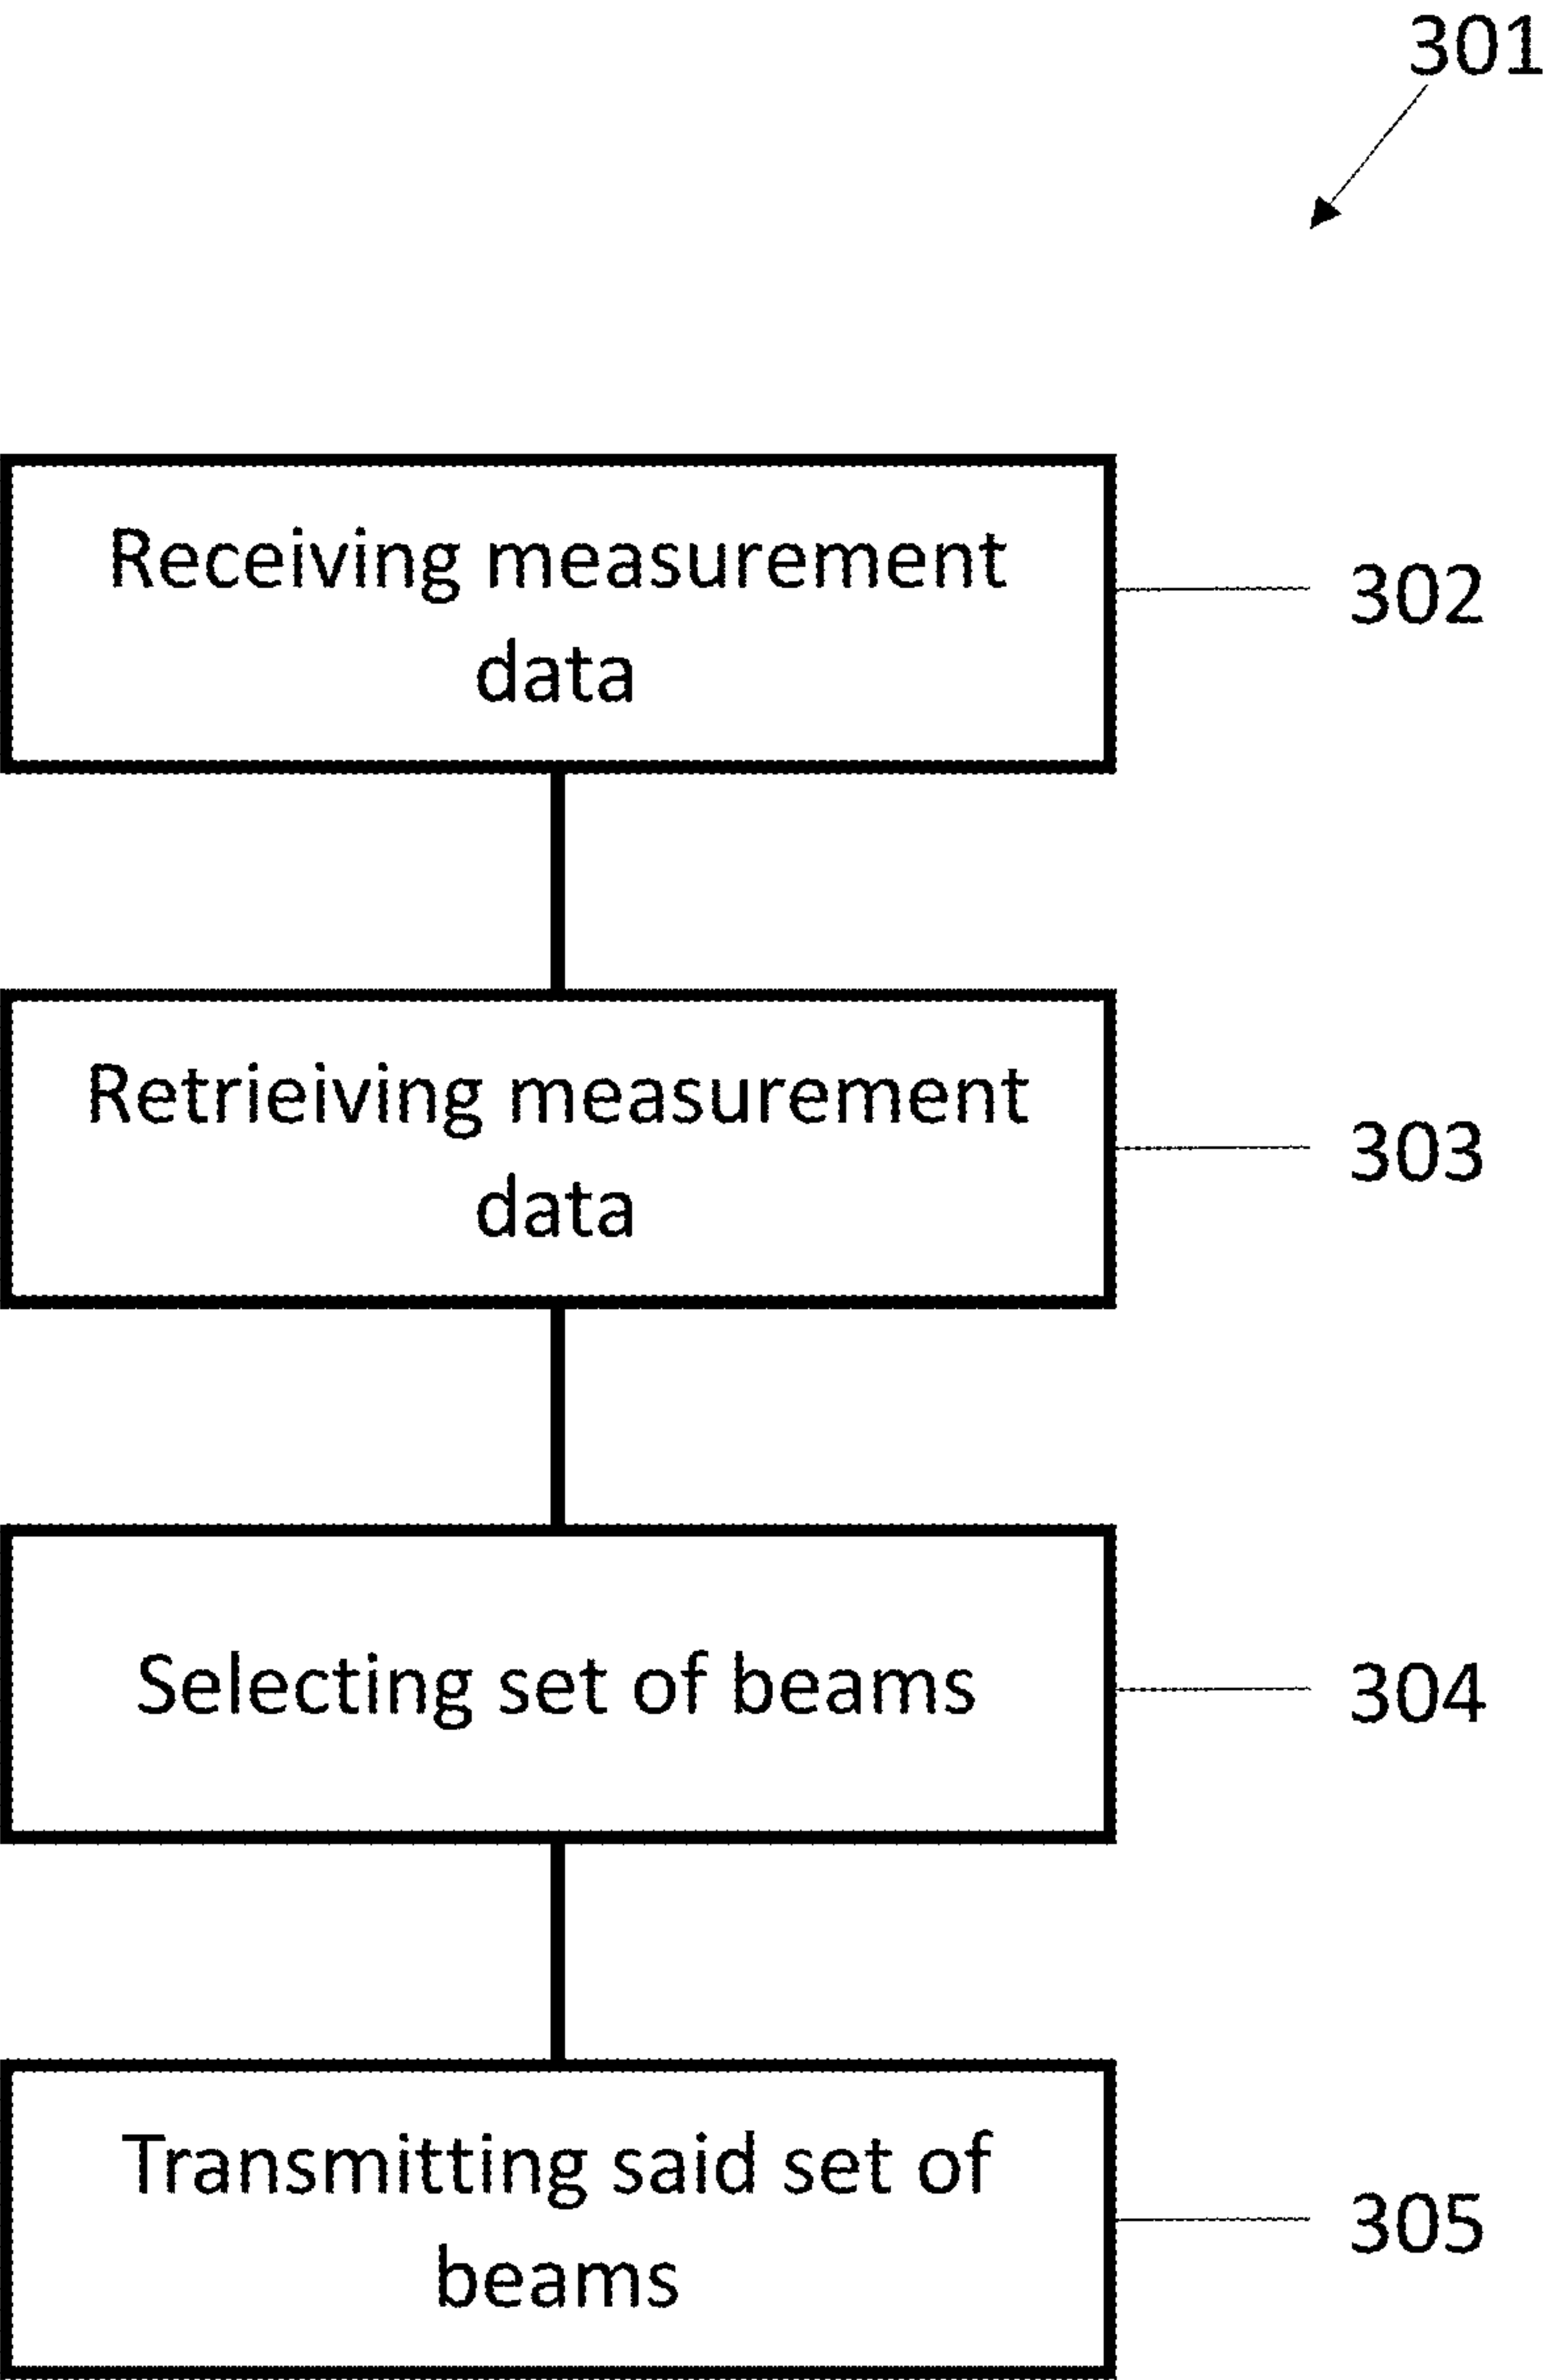 301
Receiving measurement
data
302
Retrieiving measurement
data
303
Selecting set of beams
304
Transmitting said set of
beams
305